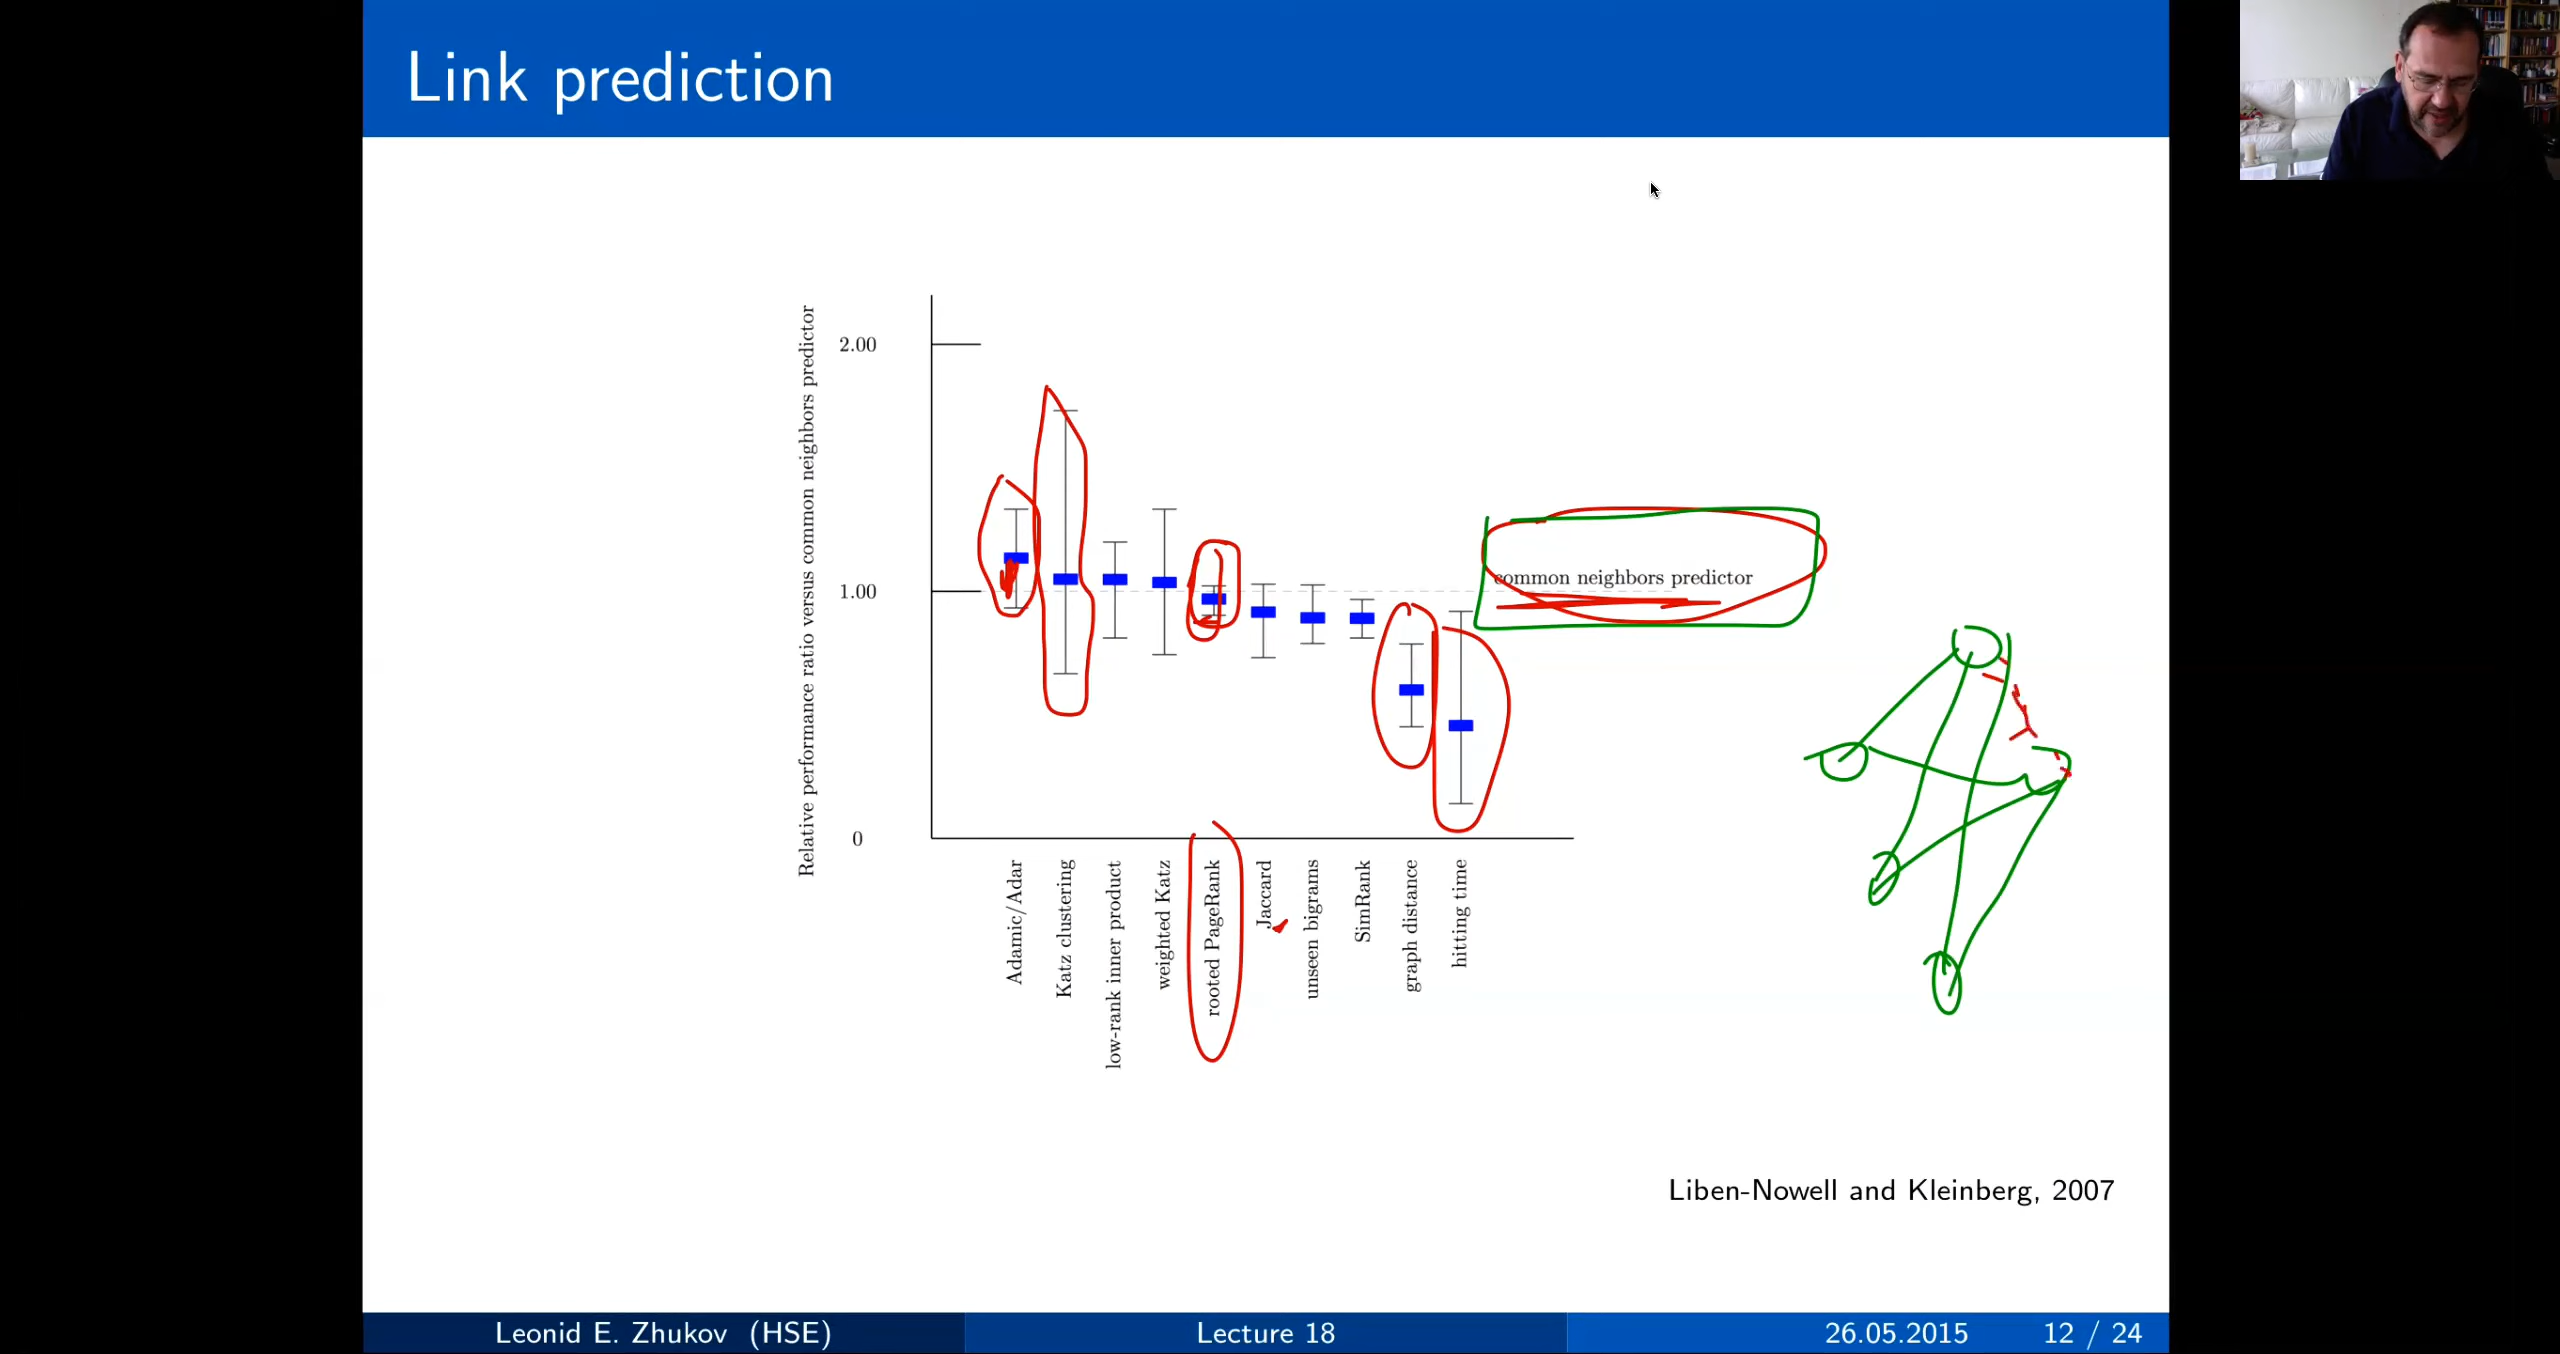 Link prediction
Relative performance ratio versus common neighbors predictor
2.00
1.00
0
common neighbors predictor
Adamic/Adar
Katz clustering
low-rank inner product
weighted Katz
rooted PageRank
Jaccard
unseen bigrams
SimRank
graph distance
hitting time
Liben-Nowell and Kleinberg, 2007
Leonid E. Zhukov (HSE)
Lecture 18
26.05.2015
12 / 24